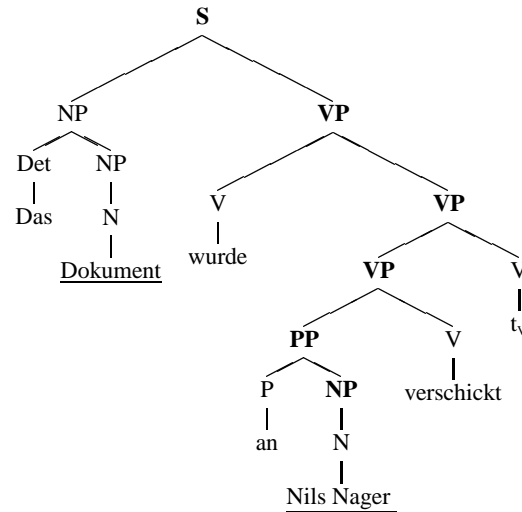 S
NP VP
Det NP V VP
Das N wurde VP V
Dokument PP V t
P NP verschickt
an N
Nils Nager